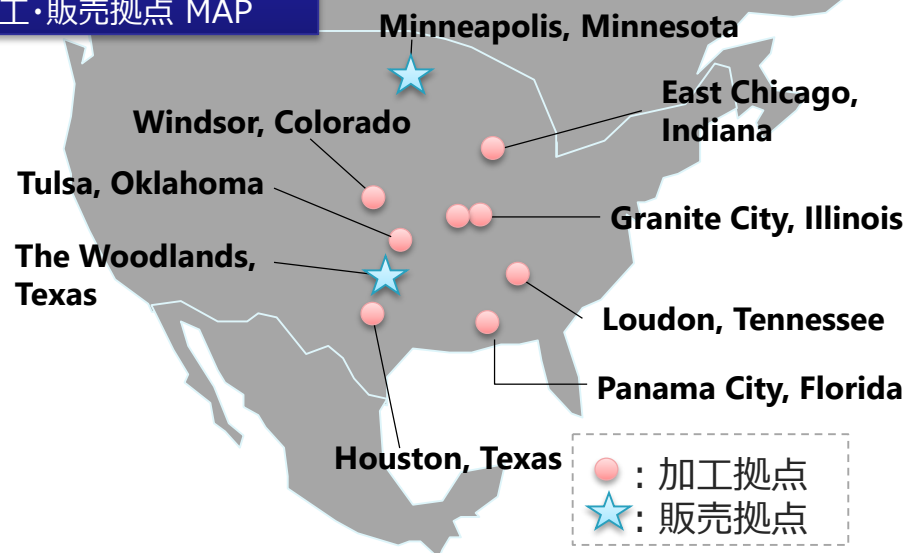 工・販売拠点 MAP
Minneapolis, Minnesota
East Chicago,
Indiana
Windsor, Colorado
Tulsa, Oklahoma
Granite City, Illinois
The Woodlands,
Texas
Loudon, Tennessee
Panama City, Florida
Houston, Texas
: 加工拠点
: 販売拠点